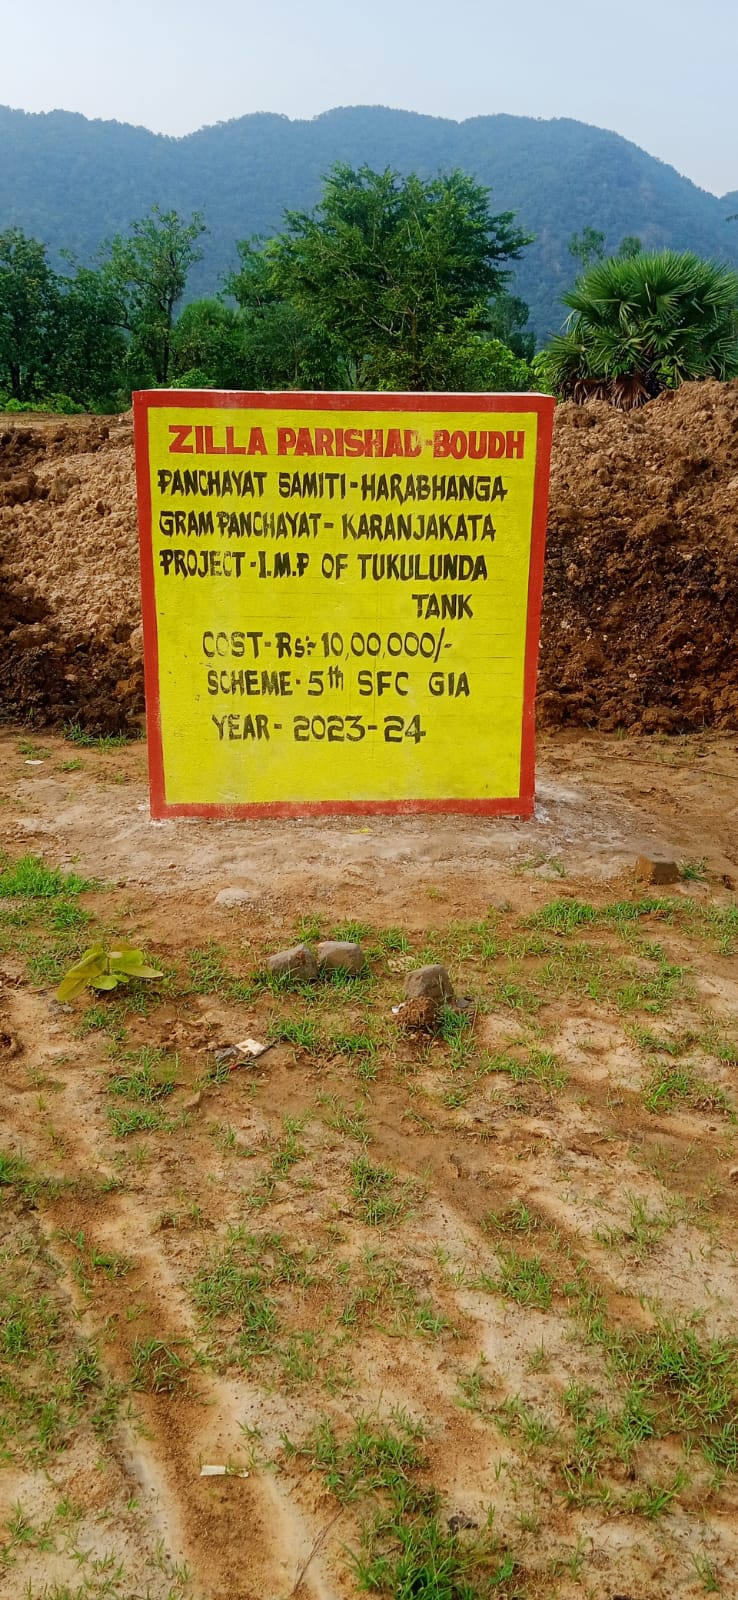 ZILLA PARISHAD-BOUDH
PANCHAYAT SAMITI-HARABHANGA
GRAM PANCHAYAT- KARANJAKATA
PROJECT-I.M.P OF TUKULUNDA
TANK
COST-Rs:- 10,00,000/-
SCHEME-5th SFC GIA
YEAR- 2023-24